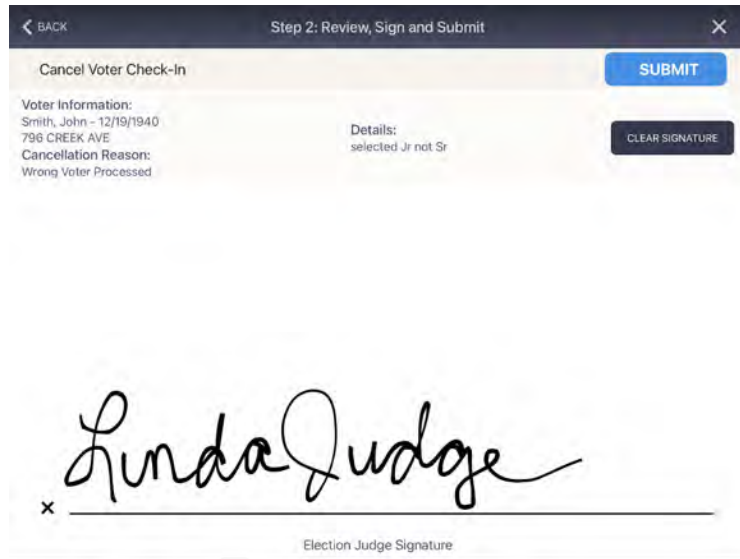 BACK Step 2: Review, Sign and Submit X
Cancel Voter Check-In SUBMIT
Voter Information:
Smith, John - 12/19/1940
796 CREEK AVE
Cancellation Reason:
Wrong Voter Processed
Details:
selected Jr not Sr
CLEAR SIGNATURE
Linda Judge
×
Election Judge Signature